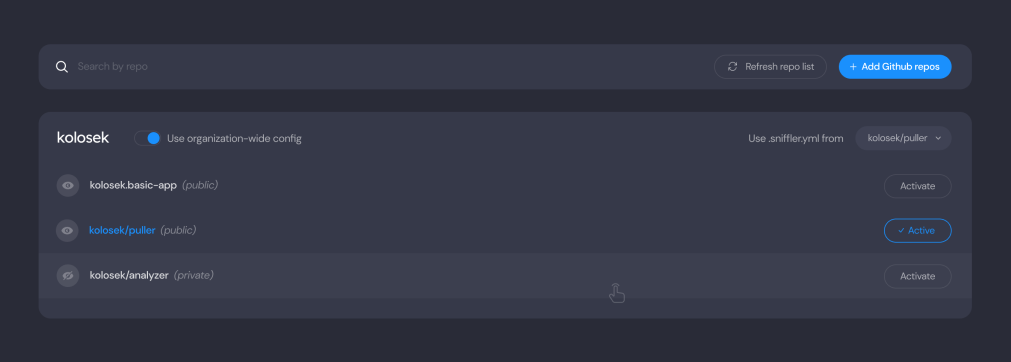 Search by repo Refresh repo list + Add Github repos
kolosek Use organization-wide config Use .sniffler.yml from kolosek/puller
kolosek.basic-app (public) Activate
kolosek/puller (public) ✓ Active
kolosek/analyzer (private) Activate